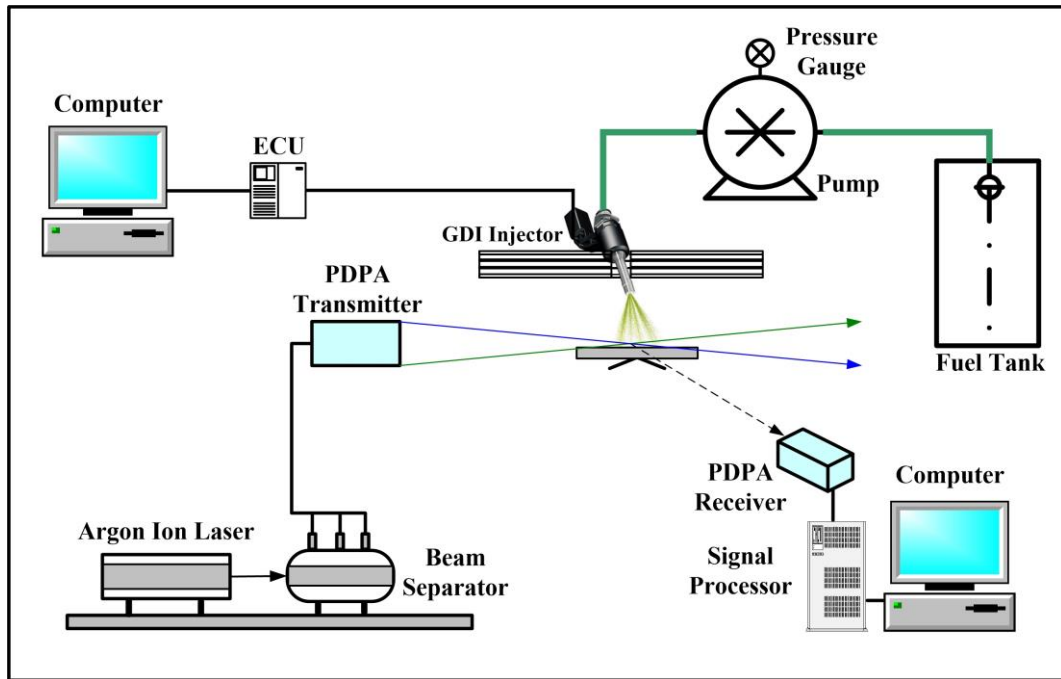 Pressure
Gauge
Computer
ECU
Pump
GDI Injector
PDPA
Transmitter
Fuel Tank
PDPA
Receiver
Computer
Argon Ion Laser
Beam
Separator
Signal
Processor